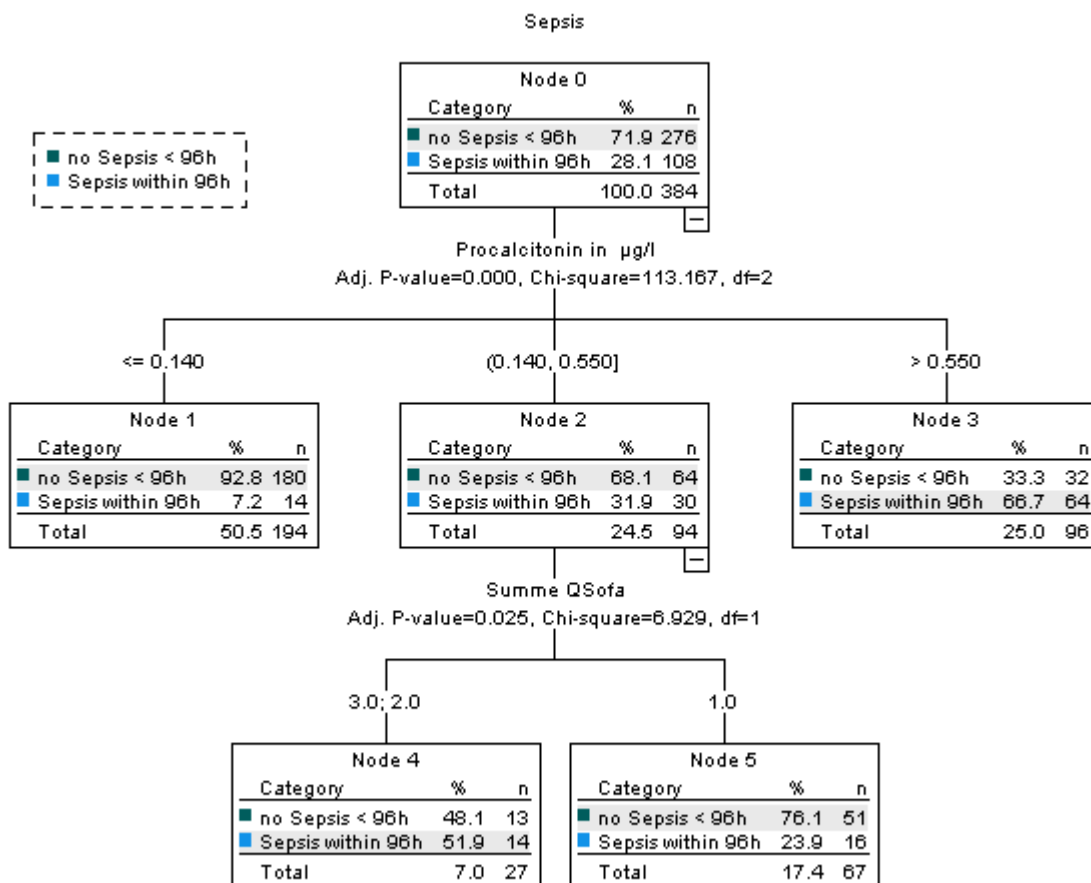 Sepsis
no Sepsis < 96h
Sepsis within 96h
Node 0
Category % n
no Sepsis < 96h 71.9 276
Sepsis within 96h 28.1 108
Total 100.0 384
Procalcitonin in µg/l
Adj. P-value=0.000, Chi-square=113.167, df=2
<= 0.140 (0.140, 0.550] > 0.550
Node 1
Category % n
no Sepsis < 96h 92.8 180
Sepsis within 96h 7.2 14
Total 50.5 194
Node 2
Category % n
no Sepsis < 96h 68.1 64
Sepsis within 96h 31.9 30
Total 24.5 94
Node 3
Category % n
no Sepsis < 96h 33.3 32
Sepsis within 96h 66.7 64
Total 25.0 96
Summe QSofa
Adj. P-value=0.025, Chi-square=6.929, df=1
3.0; 2.0 1.0
Node 4
Category % n
no Sepsis < 96h 48.1 13
Sepsis within 96h 51.9 14
Total 7.0 27
Node 5
Category % n
no Sepsis < 96h 76.1 51
Sepsis within 96h 23.9 16
Total 17.4 67